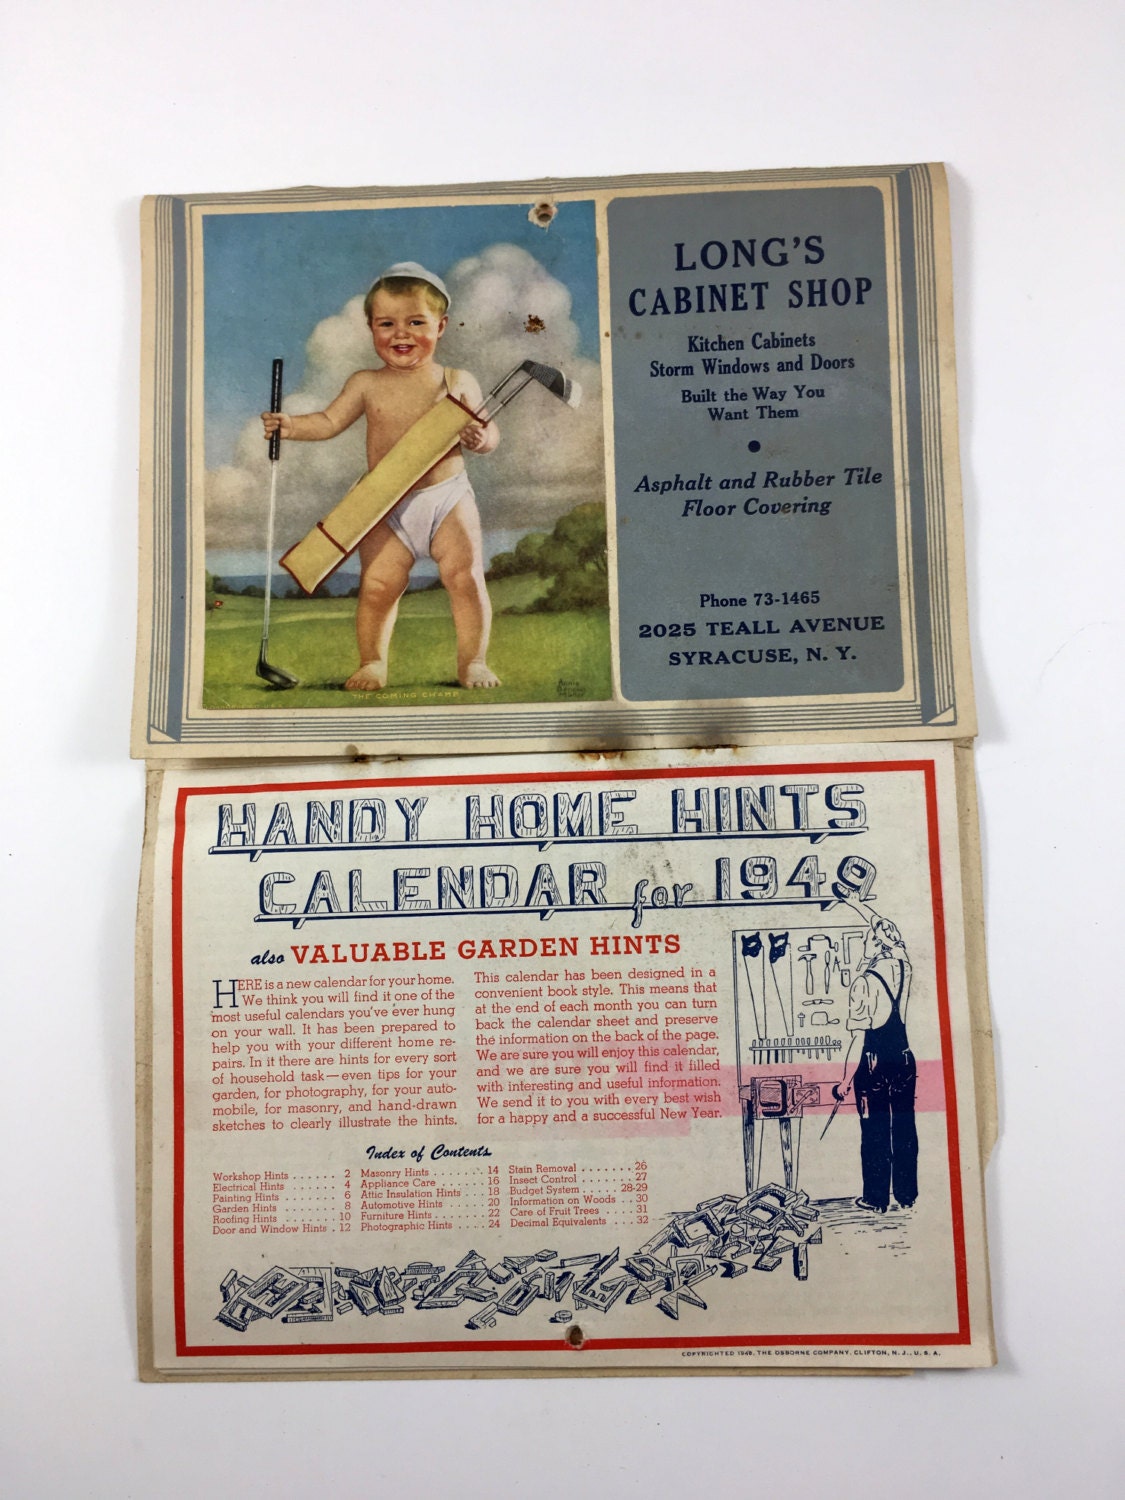 LONG'S
CABINET SHOP
Kitchen Cabinets
Storm Windows and Doors
Built the Way You
Want Them
Asphalt and Rubber Tile
Floor Covering
Phone 73-1465
2025 TEALL AVENUE
SYRACUSE, N. Y.
THE COMING CHAMP
Annie
HANDY HOME HINTS
CALENDAR for 1949
also VALUABLE GARDEN HINTS
HERE is a new calendar for your home.
We think you will find it one of the
most useful calendars you've ever hung
on your wall. It has been prepared to
help you with your different home re-
pairs. In it there are hints for every sort
of household task—even tips for your
garden, for photography, for your auto-
mobile, for masonry, and hand-drawn
sketches to clearly illustrate the hints.
This calendar has been designed in a
convenient book style. This means that
at the end of each month you can turn
back the calendar sheet and preserve
the information on the back of the page.
We are sure you will enjoy this calendar,
and we are sure you will find it filled
with interesting and useful information.
We send it to you with every best wish
for a happy and a successful New Year.
Index of Contents
Workshop Hints . . . . . . 2
Electrical Hints . . . . . . 4
Painting Hints . . . . . . . 6
Garden Hints . . . . . . . 8
Roofing Hints . . . . . . . 10
Door and Window Hints . 12
Masonry Hints . . . . . . . 14
Appliance Care . . . . . . 16
Attic Insulation Hints . . . 18
Automotive Hints . . . . . 20
Furniture Hints . . . . . . 22
Photographic Hints . . . . 24
Stain Removal . . . . . . . 26
Insect Control . . . . . . . 27
Budget System . . . . . 28-29
Information on Woods . . 30
Care of Fruit Trees . . . . 31
Decimal Equivalents . . . 32
COPYRIGHTED 1948, THE OSBORNE COMPANY, CLIFTON, N. J., U. S. A.